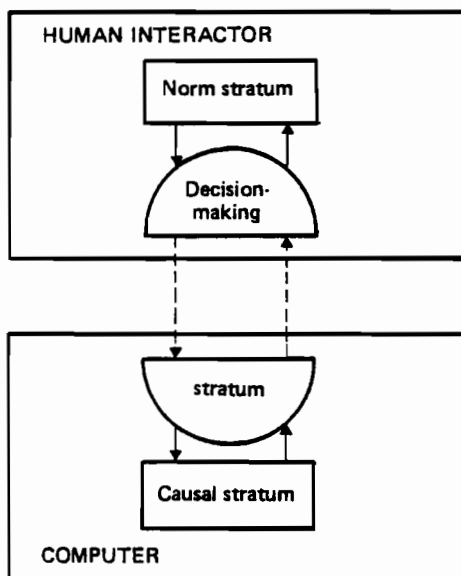 HUMAN INTERACTOR
Norm stratum
Decision-
making
stratum
Causal stratum
COMPUTER